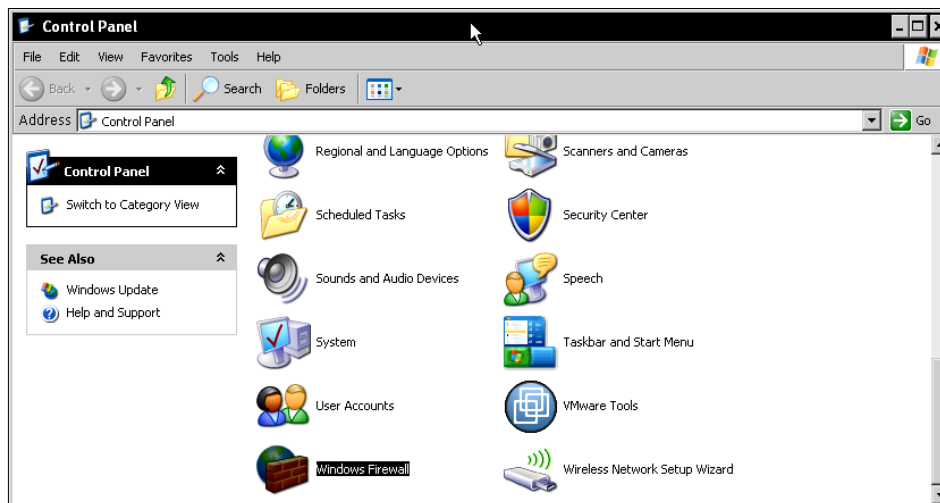 Control Panel
File Edit View Favorites Tools Help
Back Search Folders
Address Control Panel Go
Control Panel
Switch to Category View
See Also
Windows Update
Help and Support
Regional and Language Options Scanners and Cameras
Scheduled Tasks Security Center
Sounds and Audio Devices Speech
System Taskbar and Start Menu
User Accounts VMware Tools
Windows Firewall Wireless Network Setup Wizard